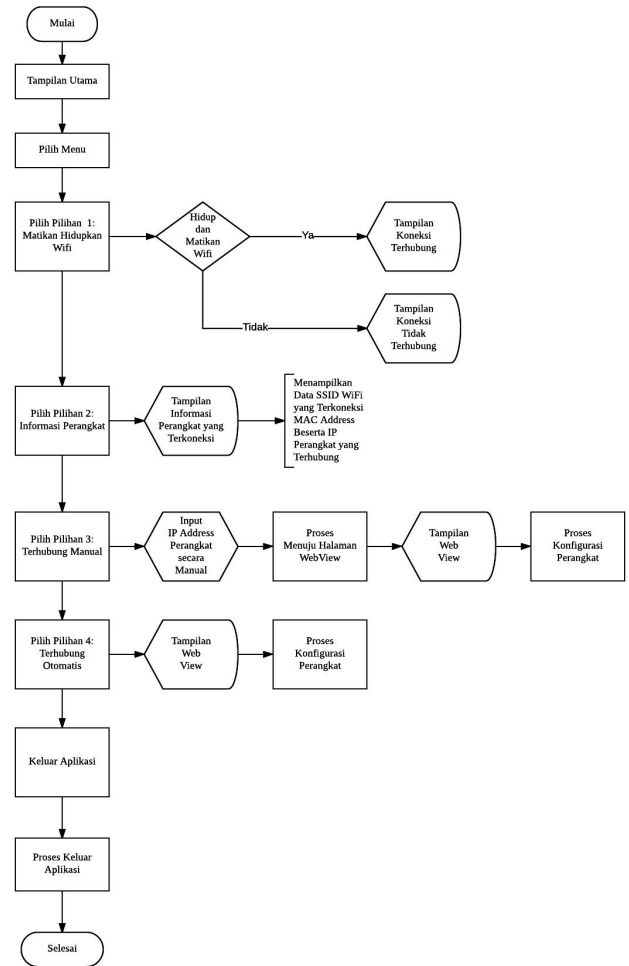 Mulai
Tampilan Utama
Pilih Menu
Pilih Pilihan 1:
Matikan Hidupkan
Wifi
Hidup
dan
Matikan
Wifi
Ya
Tampilan
Koneksi
Terhubung
Tidak
Tampilan
Koneksi
Tidak
Terhubung
Pilih Pilihan 2:
Informasi Perangkat
Tampilan
Informasi
Perangkat yang
Terkoneksi
Menampilkan
Data SSID WiFi
yang Terkoneksi
MAC Address
Beserta IP
Perangkat yang
Terhubung
Pilih Pilihan 3:
Terhubung Manual
Input
IP Address
Perangkat
secara
Manual
Proses
Menuju Halaman
WebView
Tampilan
Web
View
Proses
Konfigurasi
Perangkat
Pilih Pilihan 4:
Terhubung
Otomatis
Tampilan
Web
View
Proses
Konfigurasi
Perangkat
Keluar Aplikasi
Proses Keluar
Aplikasi
Selesai